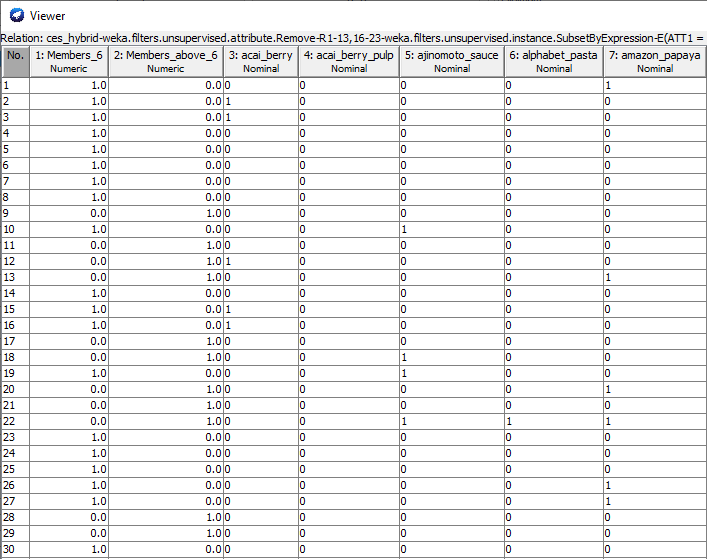 Viewer
Relation: ces_hybrid-weka.filters.unsupervised.attribute.Remove-R1-13,16-23-weka.filters.unsupervised.instance.SubsetByExpression-E(ATT1 =
No. 1: Members_6 2: Members_above_6 3: acai_berry 4: acai_berry_pulp 5: ajinomoto_sauce 6: alphabet_pasta 7: amazon_papaya
Numeric Numeric Nominal Nominal Nominal Nominal Nominal
1 1.0 0.0 0 0 0 0 1
2 1.0 0.0 1 0 0 0 0
3 1.0 0.0 1 0 0 0 0
4 1.0 0.0 0 0 0 0 0
5 1.0 0.0 0 0 0 0 0
6 1.0 0.0 0 0 0 0 0
7 1.0 0.0 0 0 0 0 0
8 1.0 0.0 0 0 0 0 0
9 0.0 1.0 0 0 0 0 0
10 1.0 0.0 0 0 1 0 0
11 0.0 1.0 0 0 0 0 0
12 0.0 1.0 1 0 0 0 0
13 0.0 1.0 0 0 0 0 1
14 1.0 0.0 0 0 0 0 0
15 1.0 0.0 1 0 0 0 0
16 1.0 0.0 1 0 0 0 0
17 0.0 1.0 0 0 0 0 0
18 0.0 1.0 0 0 1 0 0
19 1.0 0.0 0 0 1 0 0
20 0.0 1.0 0 0 0 0 1
21 0.0 1.0 0 0 0 0 0
22 0.0 1.0 0 0 1 1 1
23 1.0 0.0 0 0 0 0 0
24 1.0 0.0 0 0 0 0 0
25 1.0 0.0 0 0 0 0 0
26 1.0 0.0 0 0 0 0 1
27 1.0 0.0 0 0 0 0 1
28 0.0 1.0 0 0 0 0 0
29 0.0 1.0 0 0 0 0 0
30 1.0 0.0 0 0 0 0 0